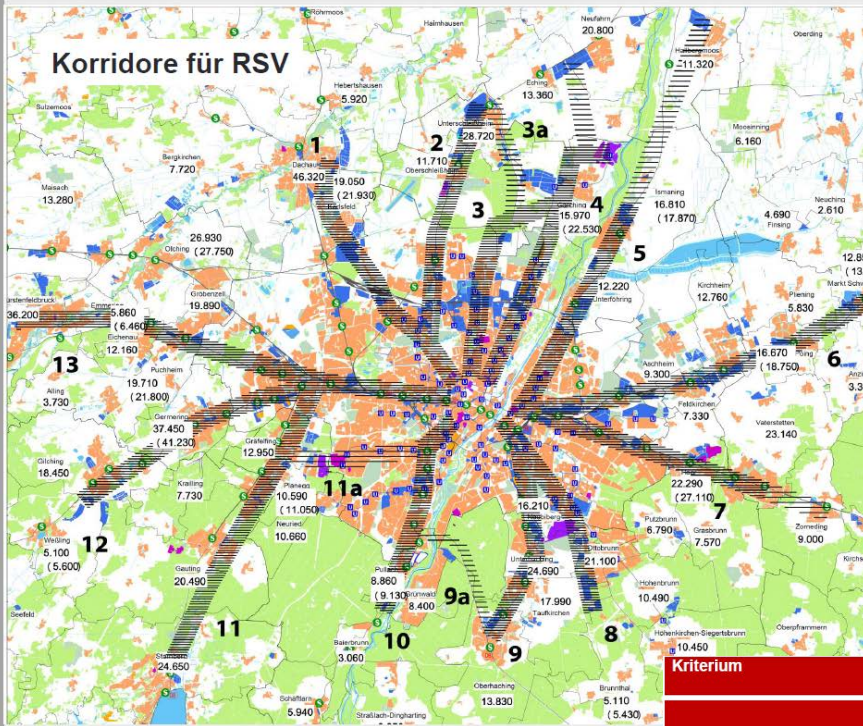 Korridore für RSV
Röhrmoos
Haimhausen
Neufahrn
20.800
Oberding
Hallbergmoos
11.320
Hebertshausen
5.920
Eching
13.360
Sulzemoos
Unterschleißheim
28.720
3a
Moosinning
6.160
1
2
Bergkirchen
7.720
Dachau
46.320
11.710
Oberschleißheim
19.050
(21.930)
Karlsfeld
Maisach
13.280
3
4
Ismaning
16.810
(17.870)
Garching
15.970
(22.530)
Neuching
2.610
4.690
Finsing
26.930
(27.750)
Olching
5
12.220
Unterföhring
Kirchheim
12.760
Markt Schw
Gröbenzell
19.890
Pliening
5.830
36.200
5.860
(6.460)
Eichenau
12.160
16.670
(18.750)
Poing
6
13
Puchheim
19.710
(21.800)
Aschheim
9.300
Alling
3.730
Feldkirchen
7.330
Germering
37.450
(41.230)
Vaterstetten
23.140
Gräfelfing
12.950
Gilching
18.450
Krailling
7.730
Planegg
10.590
(11.050)
11a
22.290
(27.110)
7
16.210
Neuried
10.660
Putzbrunn
6.790
Grasbrunn
7.570
Zorneding
9.000
12
Weßling
5.100
(5.600)
Ottobrunn
21.100
Unterhaching
24.690
Gauting
20.490
8.860
(9.130)
Grünwald
8.400
9a
Hohenbrunn
10.490
17.990
Taufkirchen
Seefeld
11
10
9
8
Höhenkirchen-Siegertsbrunn
10.450
Oberpframmern
Baierbrunn
3.060
Starnberg
24.650
Kriterium
Schäftlarn
5.940
Oberhaching
13.830
Brunnthal
5.110
(5.430)
Straßlach-Dingharting